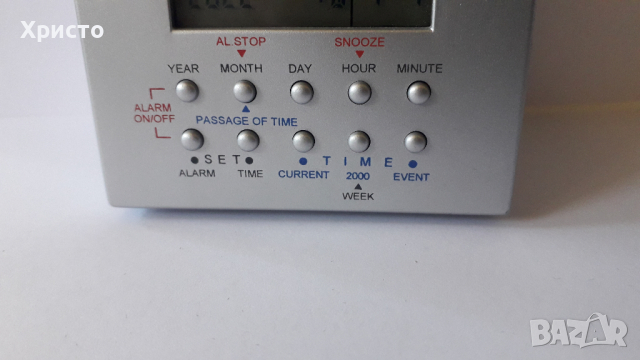 Христо
AL.STOP SNOOZE
YEAR MONTH DAY HOUR MINUTE
ALARM
ON/OFF
PASSAGE OF TIME
SET TIME
ALARM TIME CURRENT 2000 EVENT
WEEK
BAZAR